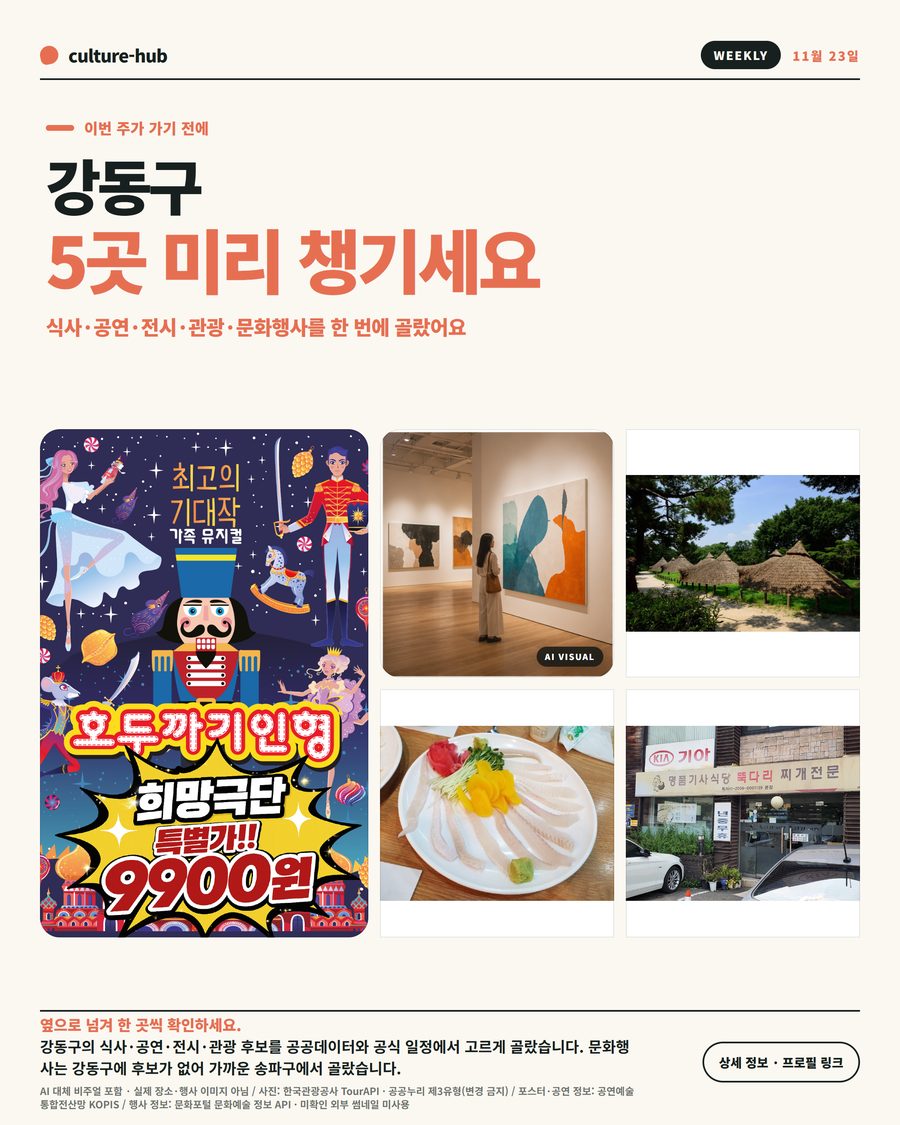 culture-hub
WEEKLY
11월 23일
이번 주가 가기 전에
강동구
5곳 미리 챙기세요
식사·공연·전시·관광·문화행사를 한 번에 골랐어요
최고의
기대작
가족 뮤지컬
호두까기인형
희망극단
특별가!!
9900원
AI VISUAL
KIA 기아
명품기사식당 뚝다리 찌개전문
년중무휴
옆으로 넘겨 한 곳씩 확인하세요.
강동구의 식사·공연·전시·관광 후보를 공공데이터와 공식 일정에서 고르게 골랐습니다. 문화행
사는 강동구에 후보가 없어 가까운 송파구에서 골랐습니다.
상세 정보 · 프로필 링크
AI 대체 비주얼 포함 · 실제 장소·행사 이미지 아님 / 사진: 한국관광공사 TourAPI · 공공누리 제3유형(변경 금지) / 포스터·공연 정보: 공연예술
통합전산망 KOPIS / 행사 정보: 문화포털 문화예술 정보 API · 미확인 외부 썸네일 미사용